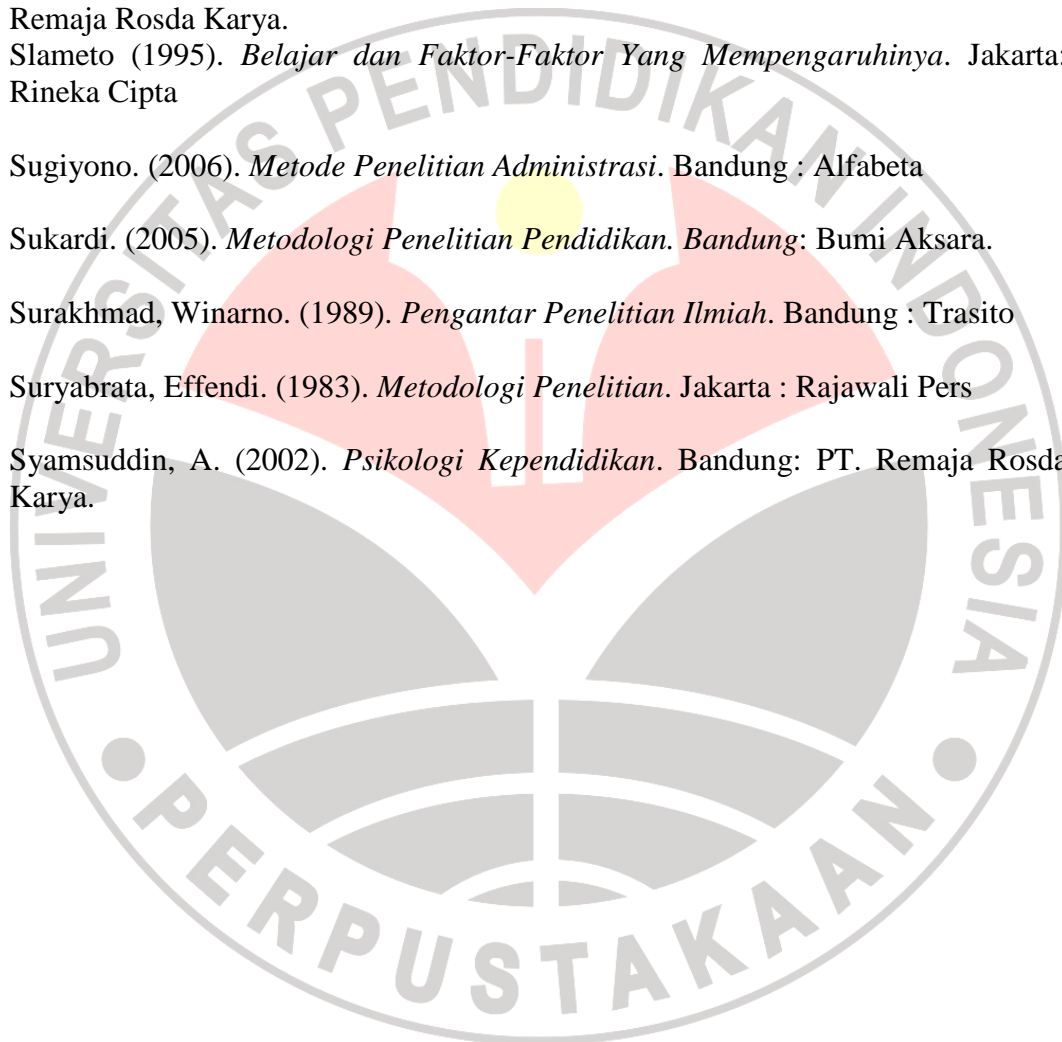 Remaja Rosda Karya.
Slameto (1995). Belajar dan Faktor-Faktor Yang Mempengaruhinya. Jakarta:
Rineka Cipta
Sugiyono. (2006). Metode Penelitian Administrasi. Bandung : Alfabeta
Sukardi. (2005). Metodologi Penelitian Pendidikan. Bandung: Bumi Aksara.
Surakhmad, Winarno. (1989). Pengantar Penelitian Ilmiah. Bandung : Trasito
Suryabrata, Effendi. (1983). Metodologi Penelitian. Jakarta : Rajawali Pers
Syamsuddin, A. (2002). Psikologi Kependidikan. Bandung: PT. Remaja Rosda
Karya.
UNIVERSITAS PENDIDIKAN INDONESIA
PERPUSTAKAAN